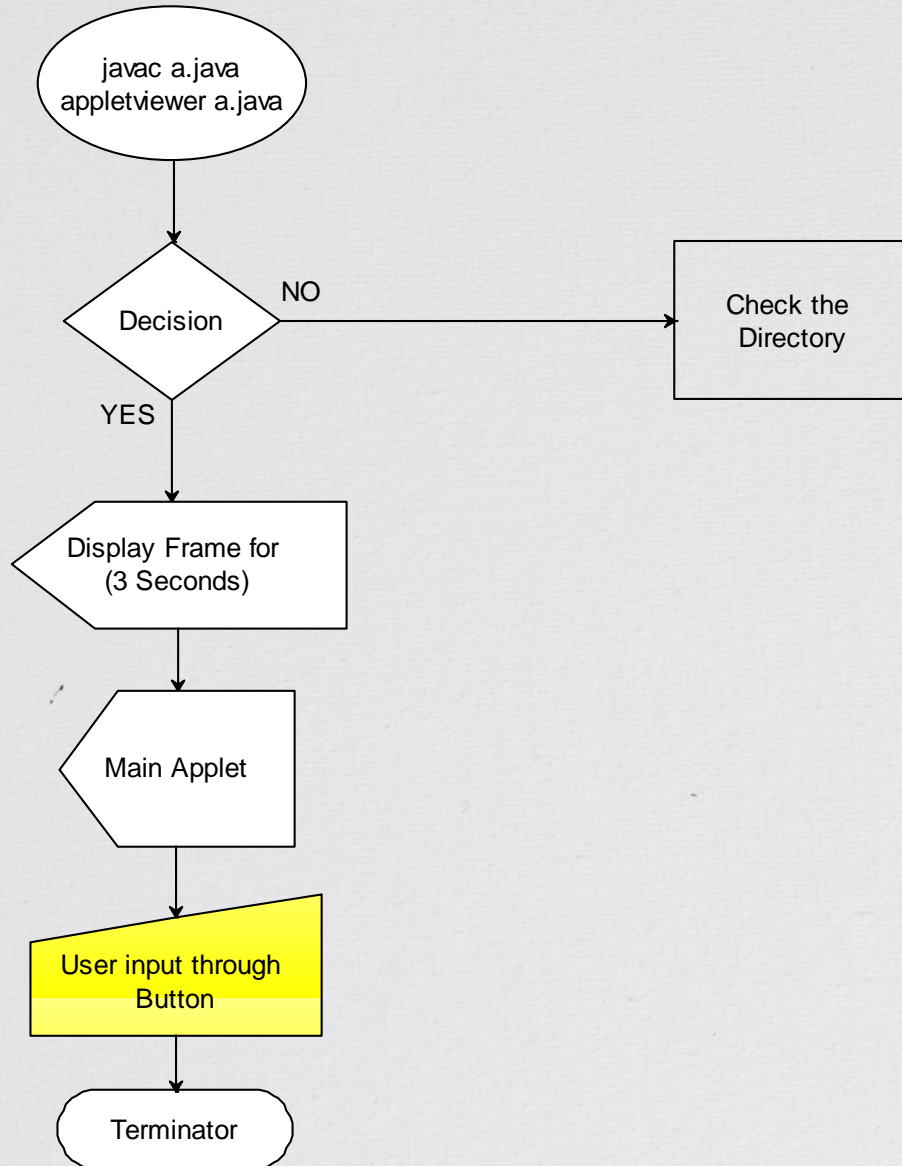 javac a.java
appletviewer a.java
Decision
NO
Check the
Directory
YES
Display Frame for
(3 Seconds)
Main Applet
User input through
Button
Terminator